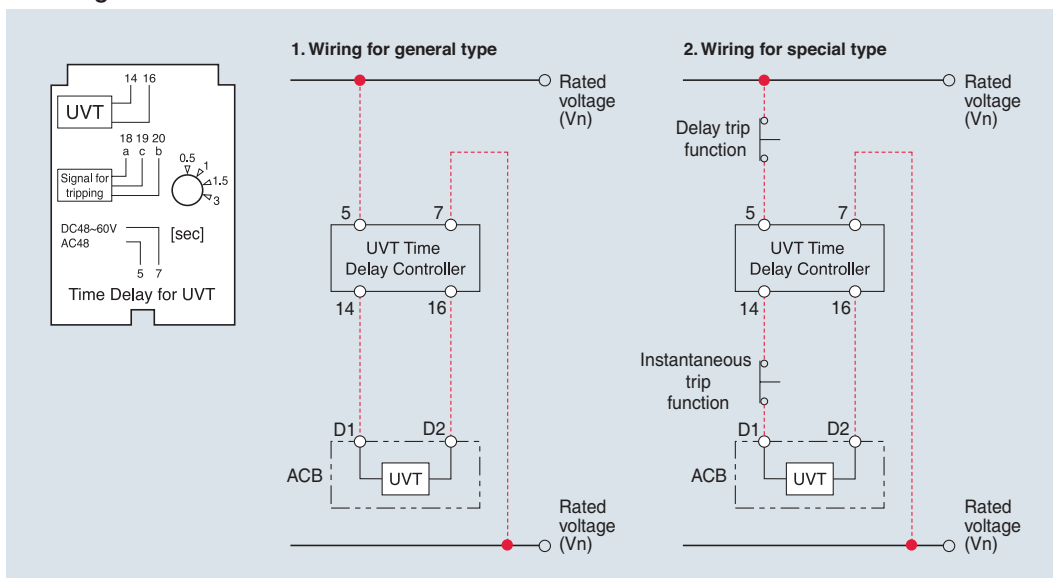 1. Wiring for general type
2. Wiring for special type
14 16
UVT
18 19 20
a c b
Signal for
tripping
0.5
1
1.5
3
DC48~60V
AC48
[sec]
5 7
Time Delay for UVT
Rated
voltage
(Vn)
5 7
UVT Time
Delay Controller
14 16
D1 D2
ACB
UVT
Rated
voltage
(Vn)
Rated
voltage
(Vn)
Delay trip
function
5 7
UVT Time
Delay Controller
14 16
Instantaneous
trip
function
D1 D2
ACB
UVT
Rated
voltage
(Vn)